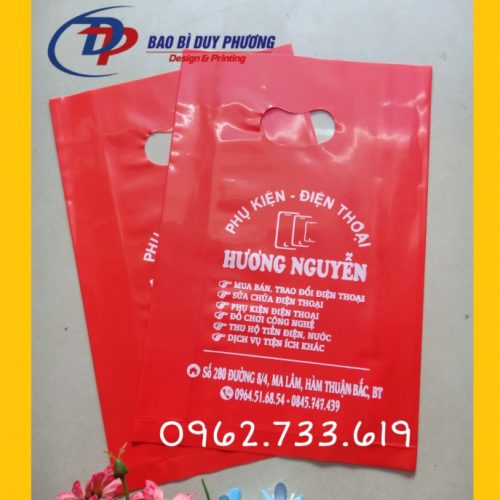 DP
BAO BÌ DUY PHƯƠNG
Design & Printing
PHỤ KIỆN - ĐIỆN THOẠI
HƯƠNG NGUYỄN
MUA BÁN, TRAO ĐỔI ĐIỆN THOẠI
SỬA CHỮA ĐIỆN THOẠI
PHỤ KIỆN ĐIỆN THOẠI
ĐỒ CHƠI CÔNG NGHỆ
THU HỘ TIỀN ĐIỆN, NƯỚC
DỊCH VỤ TIỆN ÍCH KHÁC
SỐ 280 ĐƯỜNG 8/4, MA LÂM, HÀM THUẬN BẮC, BT
0964.51.68.54 - 0845.747.439
0962.733.619
PHỤ